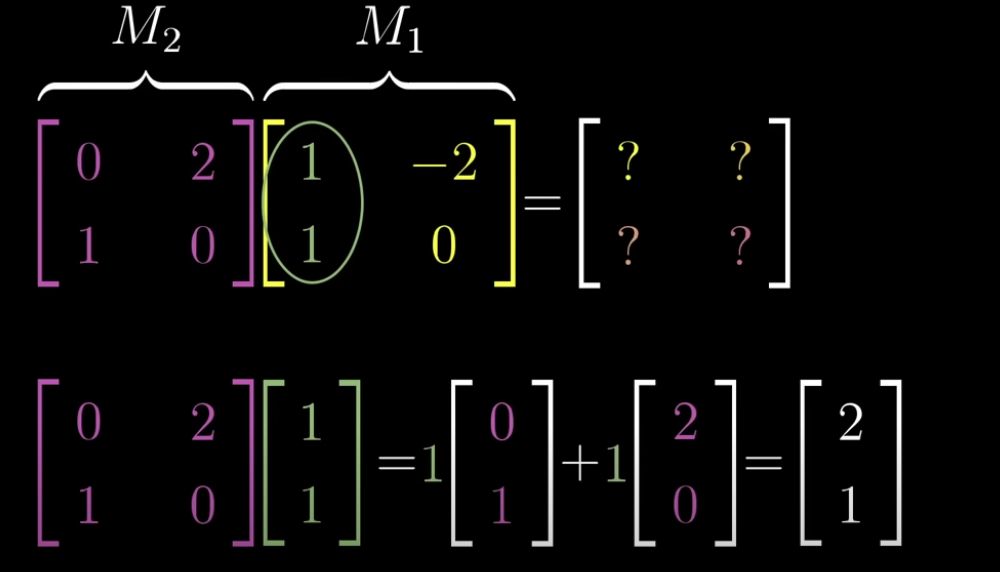 M₂ M₁
[0 2; 1 0] [1 −2; 1 0] = [? ?; ? ?]
[0 2; 1 0] [1; 1] = 1 [0; 1] + 1 [2; 0] = [2; 1]